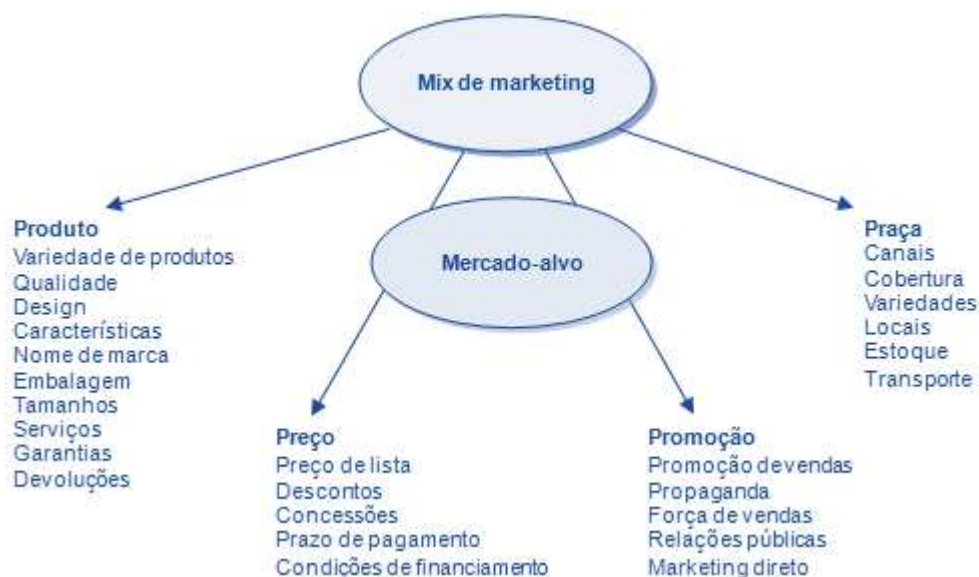 Mix de marketing
Mercado-alvo
Produto
Variedade de produtos
Qualidade
Design
Características
Nome de marca
Embalagem
Tamanhos
Serviços
Garantias
Devoluções
Preço
Preço de lista
Descontos
Concessões
Prazo de pagamento
Condições de financiamento
Promoção
Promoção de vendas
Propaganda
Força de vendas
Relações públicas
Marketing direto
Praça
Canais
Cobertura
Variedades
Locais
Estoque
Transporte